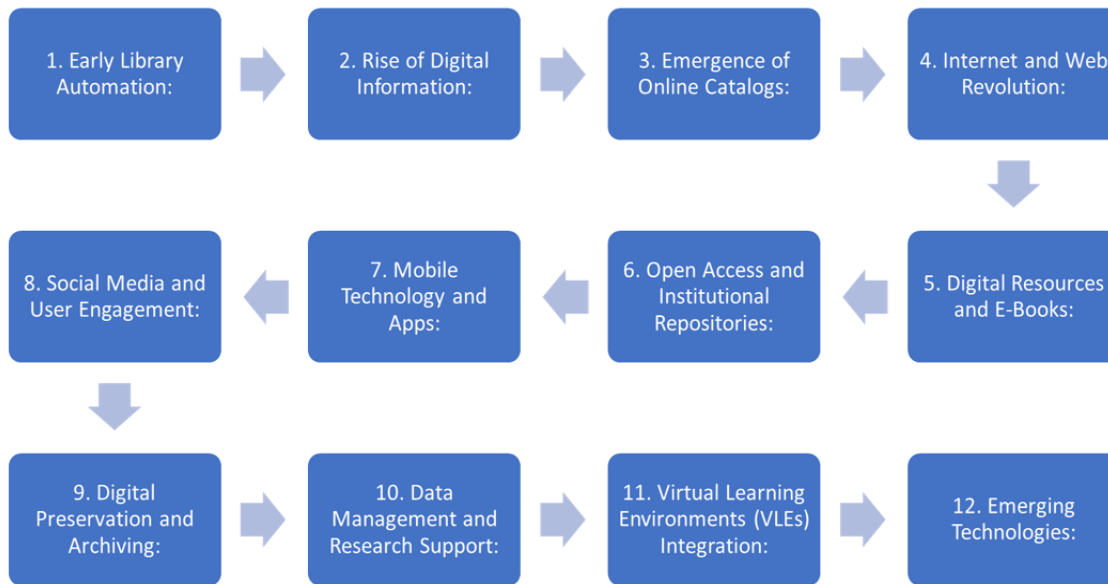 1. Early Library
Automation:
2. Rise of Digital
Information:
3. Emergence of
Online Catalogs:
4. Internet and Web
Revolution:
5. Digital Resources
and E-Books:
6. Open Access and
Institutional
Repositories:
7. Mobile
Technology and
Apps:
8. Social Media and
User Engagement:
9. Digital
Preservation and
Archiving:
10. Data
Management and
Research Support:
11. Virtual Learning
Environments (VLEs)
Integration:
12. Emerging
Technologies: